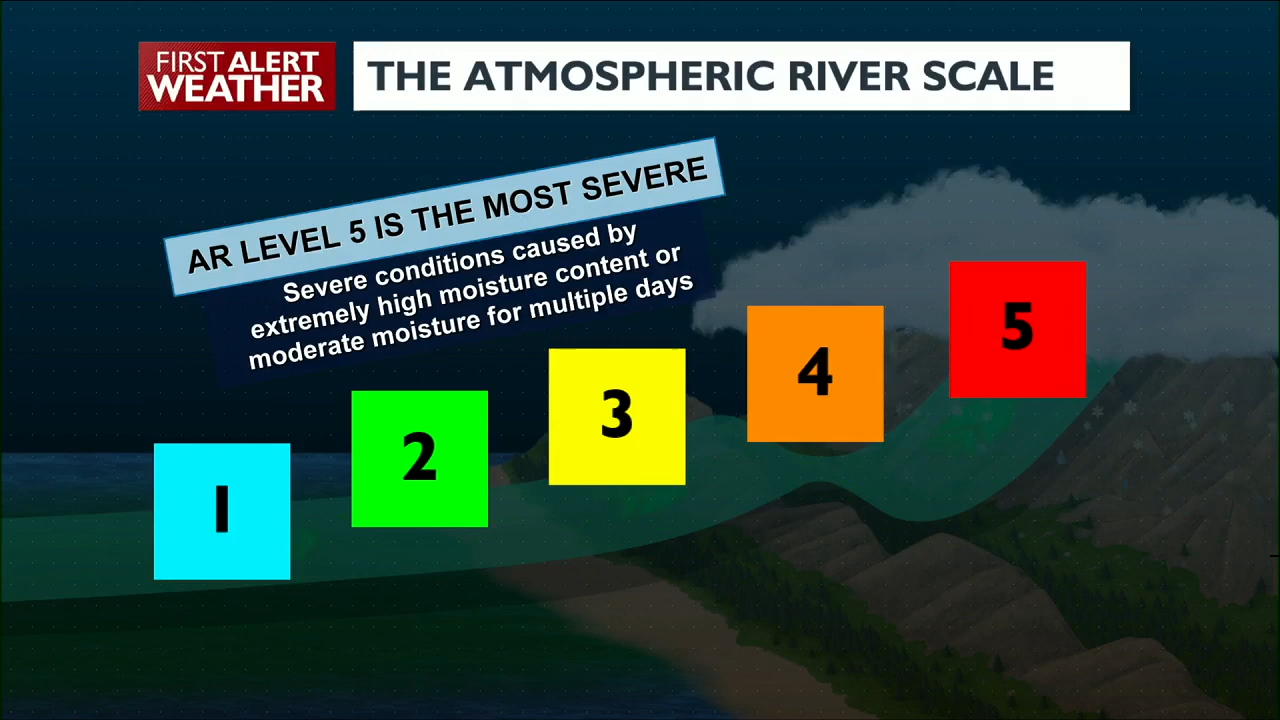 FIRST ALERT
WEATHER
THE ATMOSPHERIC RIVER SCALE
AR LEVEL 5 IS THE MOST SEVERE
Severe conditions caused by
extremely high moisture content or
moderate moisture for multiple days
1
2
3
4
5